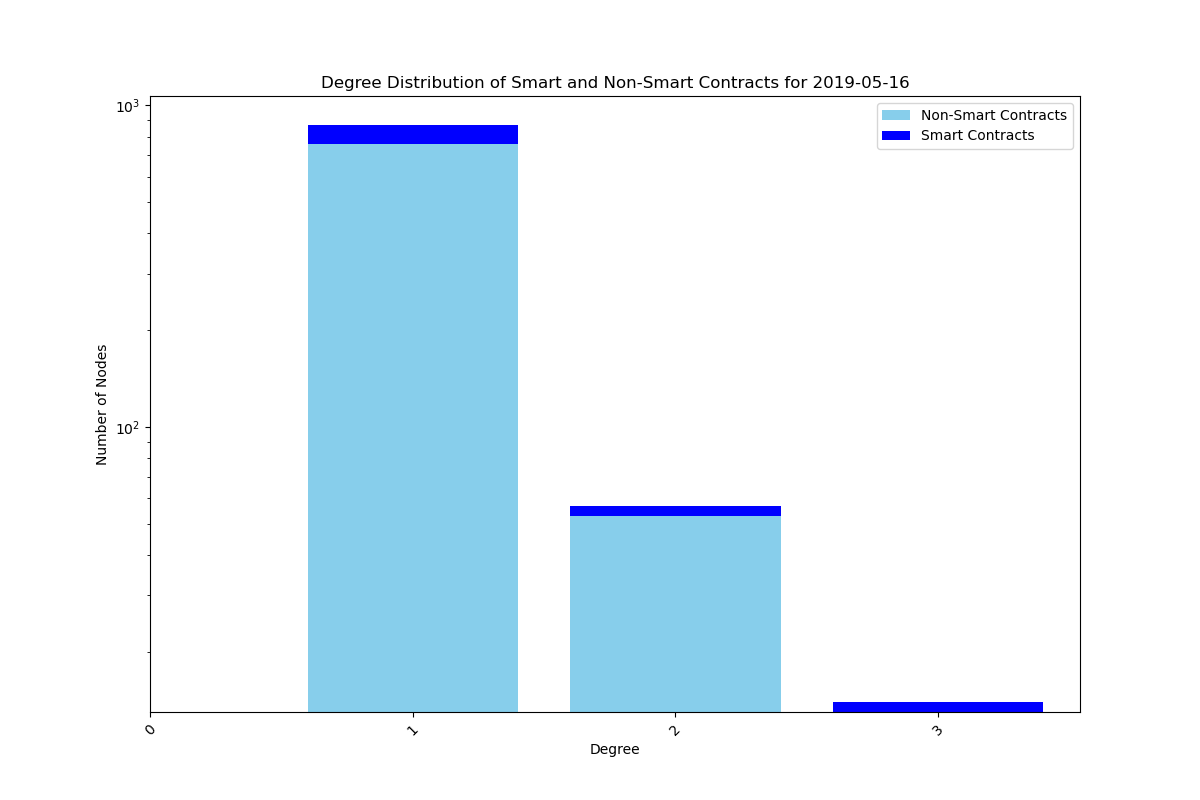 Degree Distribution of Smart and Non-Smart Contracts for 2019-05-16
Non-Smart Contracts
Smart Contracts
10³
10²
Number of Nodes
0 1 2 3
Degree